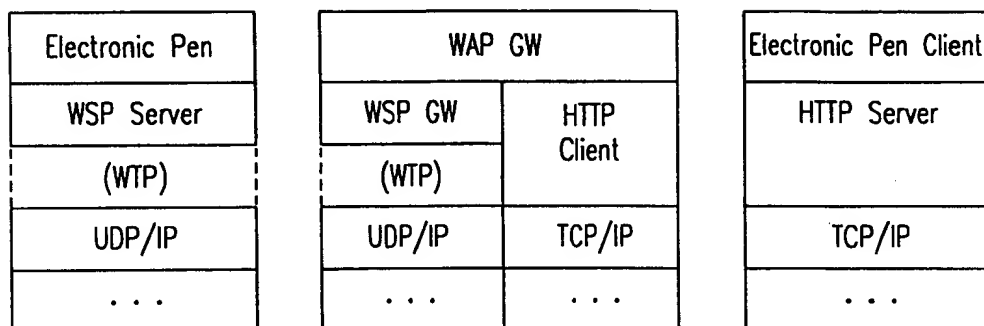 Electronic Pen
WSP Server
(WTP)
UDP/IP
. . .
WAP GW
WSP GW
(WTP)
UDP/IP
. . .
HTTP
Client
TCP/IP
. . .
Electronic Pen Client
HTTP Server
TCP/IP
. . .